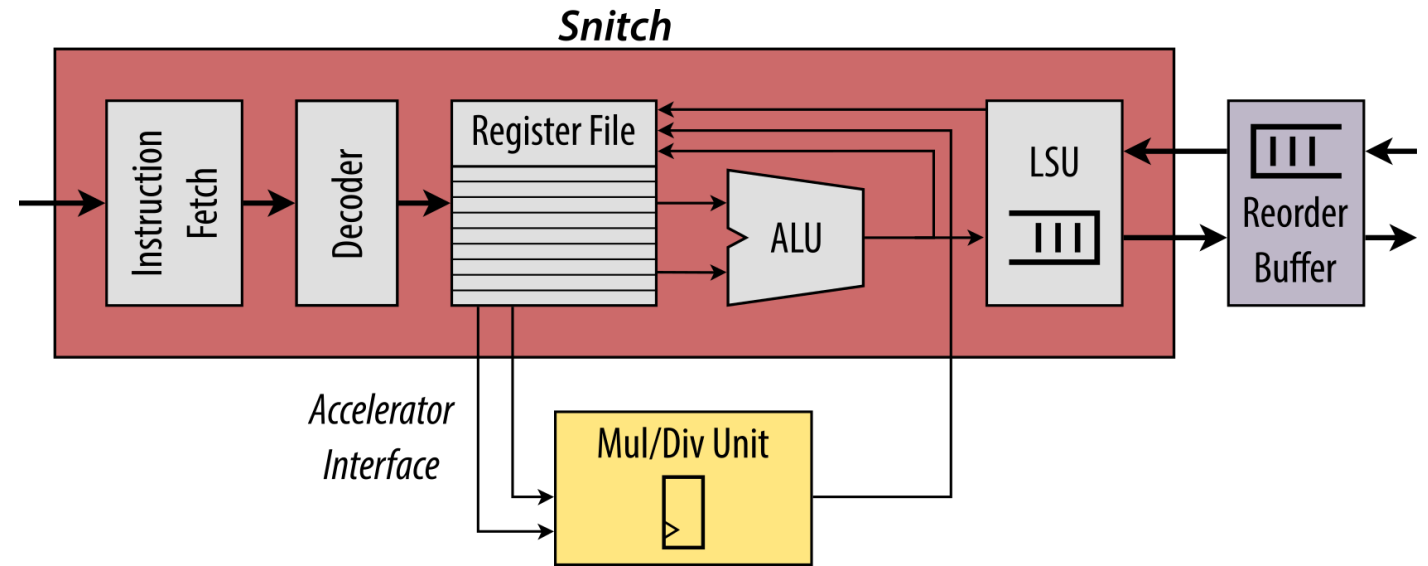 Snitch
Instruction
Fetch
Decoder
Register File
ALU
LSU
Reorder
Buffer
Accelerator
Interface
Mul/Div Unit